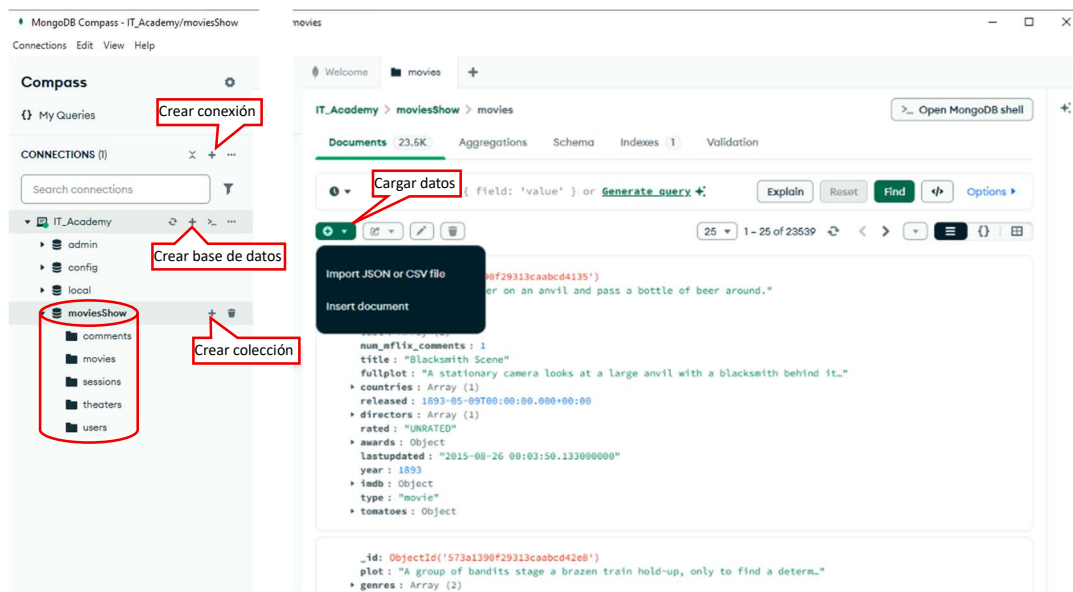 MongoDB Compass - IT_Academy/moviesShow
movies
Connections Edit View Help
Compass
My Queries
Crear conexión
CONNECTIONS (1)
Search connections
IT_Academy
admin
Crear base de datos
config
local
moviesShow
comments
Crear colección
movies
sessions
theaters
users
Welcome
movies
IT_Academy > moviesShow > movies
>_ Open MongoDB shell
Documents 23.5K Aggregations Schema Indexes 1 Validation
Cargar datos
{ field: 'value' } or Generate query
Explain Reset Find </> Options
25 1 – 25 of 23539
Import JSON or CSV file
Insert document
on an anvil and pass a bottle of beer around."
num_mflix_comments : 1
title : "Blacksmith Scene"
fullplot : "A stationary camera looks at a large anvil with a blacksmith behind it…"
countries : Array (1)
released : 1893-05-09T00:00:00.000+00:00
directors : Array (1)
rated : "UNRATED"
awards : Object
lastupdated : "2015-08-26 00:03:50.133000000"
year : 1893
imdb : Object
type : "movie"
tomatoes : Object
_id: ObjectId('573a1390f29313caabcd42e8')
plot : "A group of bandits stage a brazen train hold-up, only to find a determ…"
genres : Array (2)